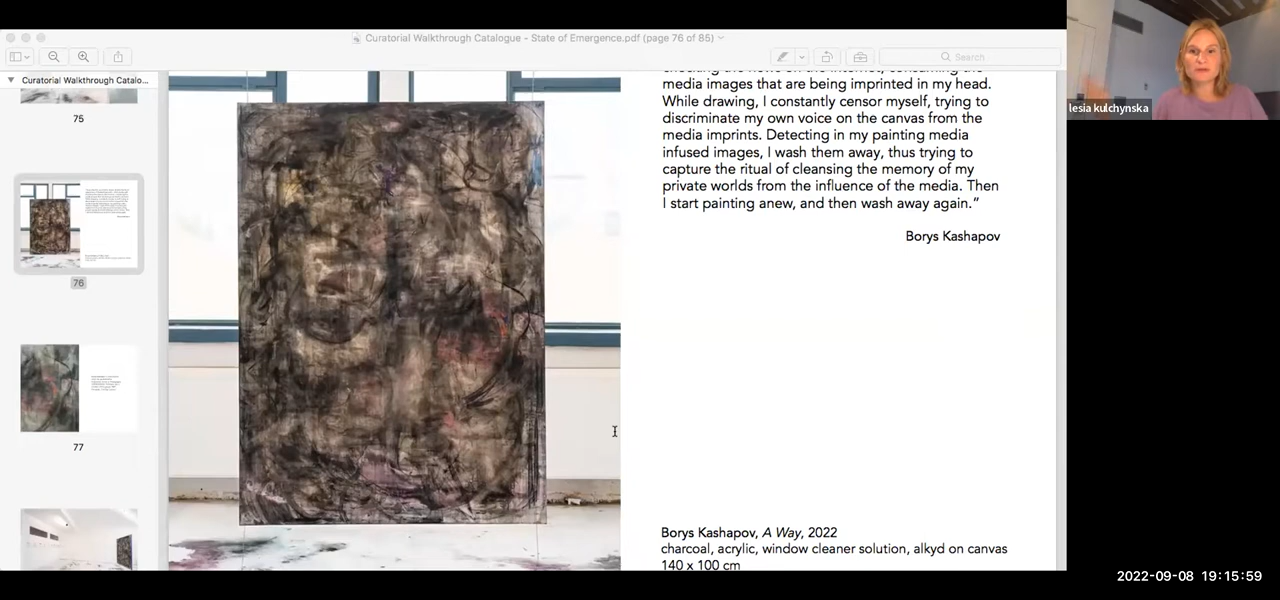 Curatorial Walkthrough Catalogue - State of Emergence.pdf (page 76 of 85)
Search
Curatorial Walkthrough Catalo...
75
76
77
media images that are being imprinted in my head.
While drawing, I constantly censor myself, trying to
discriminate my own voice on the canvas from the
media imprints. Detecting in my painting media
infused images, I wash them away, thus trying to
capture the ritual of cleansing the memory of my
private worlds from the influence of the media. Then
I start painting anew, and then wash away again.”
Borys Kashapov
Borys Kashapov, A Way, 2022
charcoal, acrylic, window cleaner solution, alkyd on canvas
140 x 100 cm
lesia kulchynska
2022-09-08 19:15:59